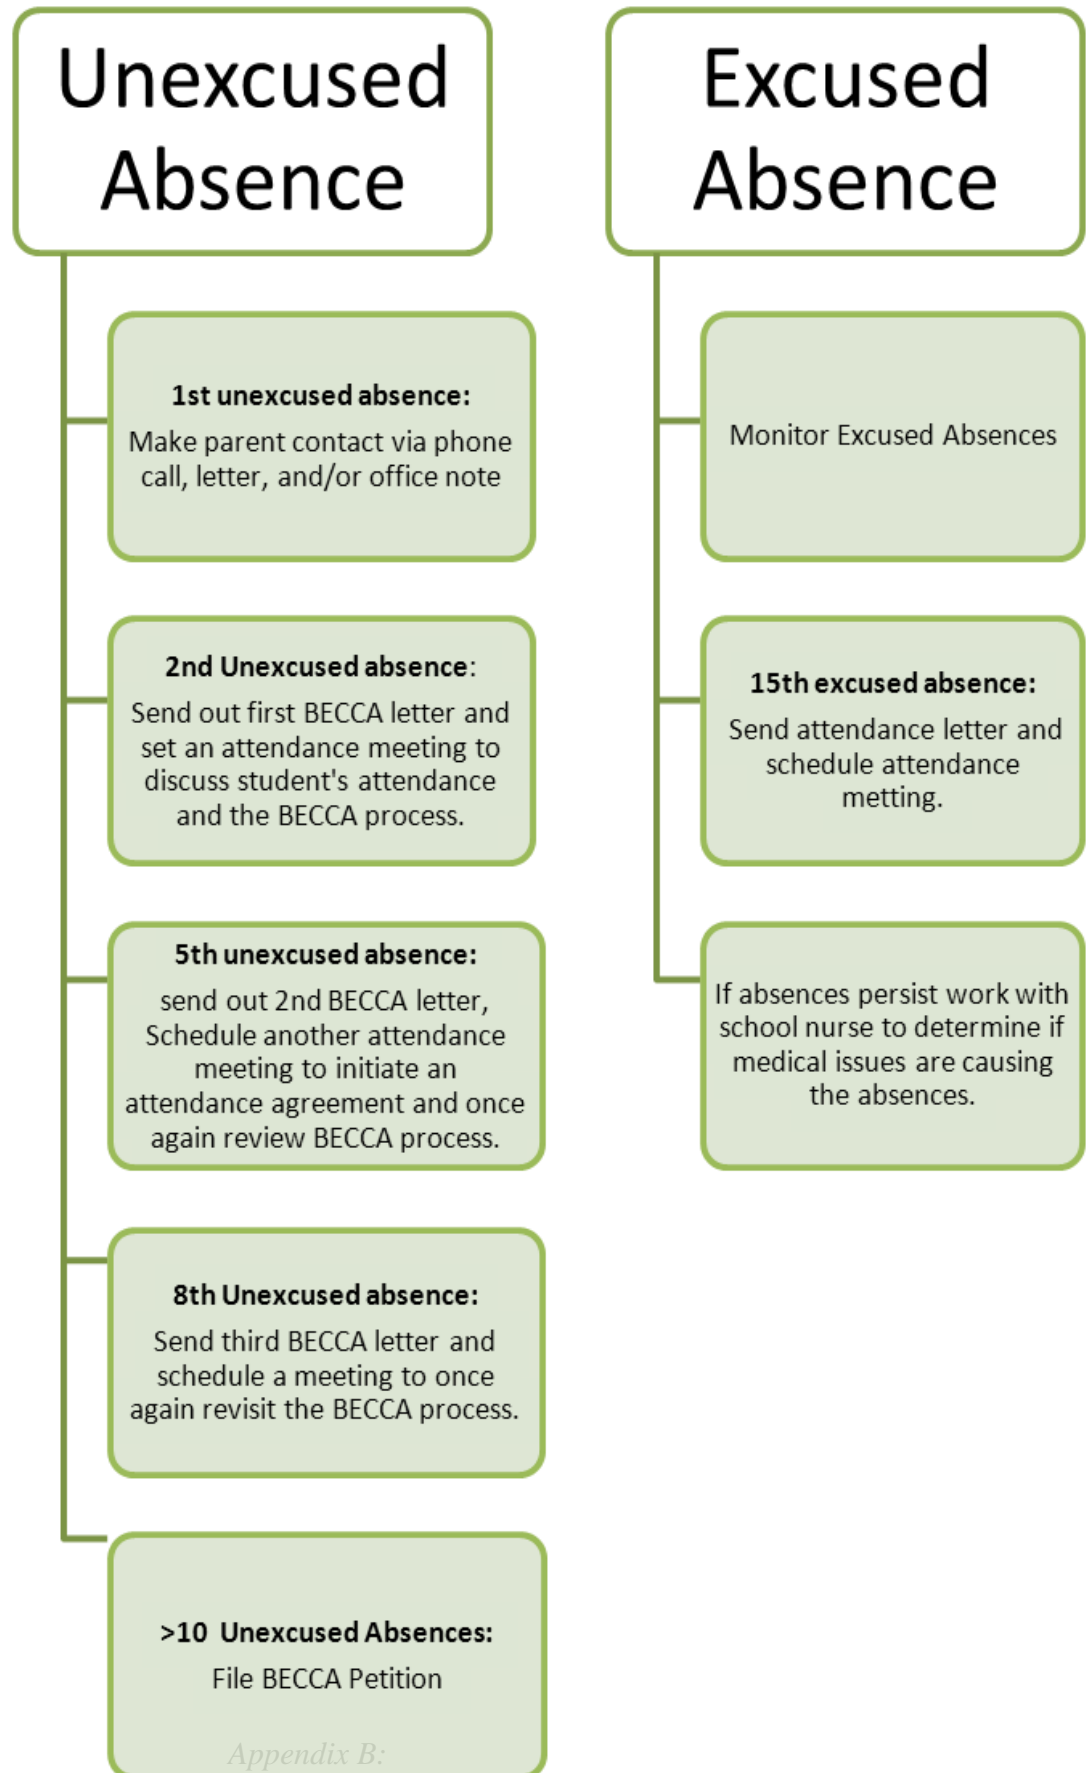 Unexcused
Absence
1st unexcused absence:
Make parent contact via phone
call, letter, and/or office note
2nd Unexcused absence:
Send out first BECCA letter and
set an attendance meeting to
discuss student's attendance
and the BECCA process.
5th unexcused absence:
send out 2nd BECCA letter,
Schedule another attendance
meeting to initiate an
attendance agreement and once
again review BECCA process.
8th Unexcused absence:
Send third BECCA letter and
schedule a meeting to once
again revisit the BECCA process.
>10 Unexcused Absences:
File BECCA Petition
Appendix B:
Excused
Absence
Monitor Excused Absences
15th excused absence:
Send attendance letter and
schedule attendance
metting.
If absences persist work with
school nurse to determine if
medical issues are causing
the absences.